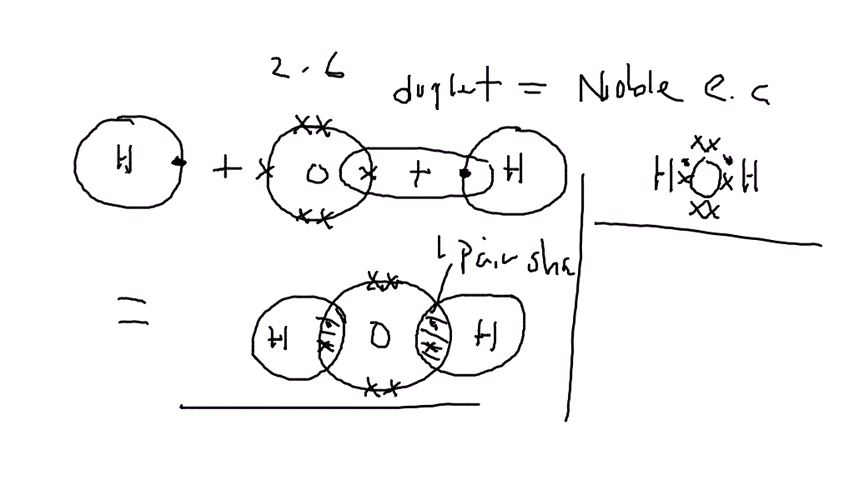 2.6
duplet = Noble e.c
H + O + H
H O H
1 pair sha
= H O H